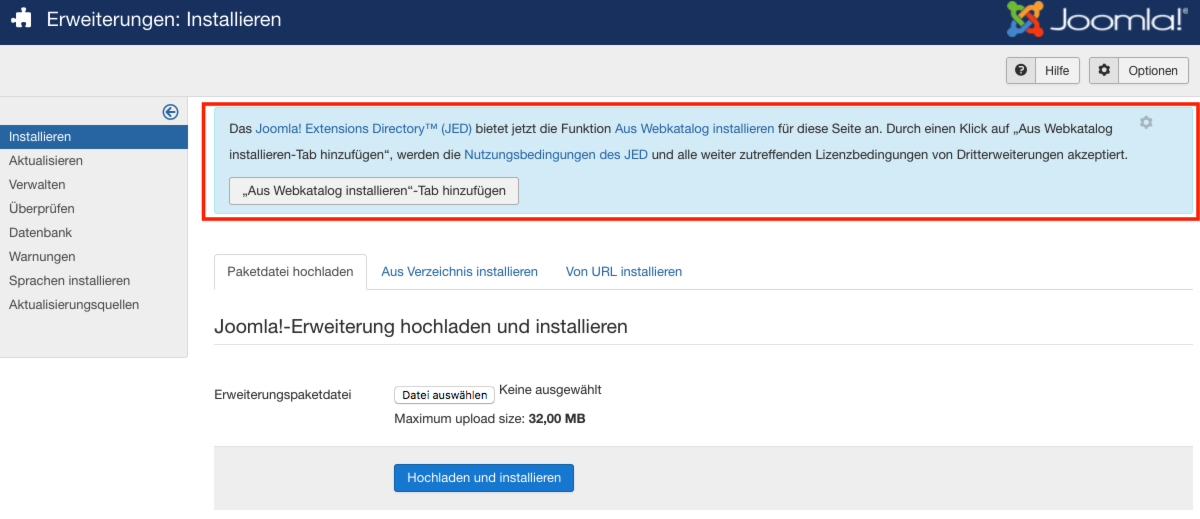 Erweiterungen: Installieren
Joomla!®
Hilfe
Optionen
Installieren
Aktualisieren
Verwalten
Überprüfen
Datenbank
Warnungen
Sprachen installieren
Aktualisierungsquellen
Das Joomla! Extensions Directory™ (JED) bietet jetzt die Funktion Aus Webkatalog installieren für diese Seite an. Durch einen Klick auf „Aus Webkatalog
installieren-Tab hinzufügen“, werden die Nutzungsbedingungen des JED und alle weiter zutreffenden Lizenzbedingungen von Dritterweiterungen akzeptiert.
„Aus Webkatalog installieren“-Tab hinzufügen
Paketdatei hochladen
Aus Verzeichnis installieren
Von URL installieren
Joomla!-Erweiterung hochladen und installieren
Erweiterungspaketdatei
Datei auswählen Keine ausgewählt
Maximum upload size: 32,00 MB
Hochladen und installieren